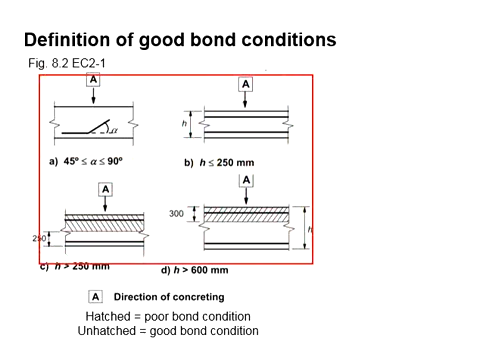 Definition of good bond conditions
Fig. 8.2 EC2-1
A
A
h
α
a) 45º ≤ α ≤ 90º
b) h ≤ 250 mm
A
A
250
300
h
c) h > 250 mm
d) h > 600 mm
A Direction of concreting
Hatched = poor bond condition
Unhatched = good bond condition